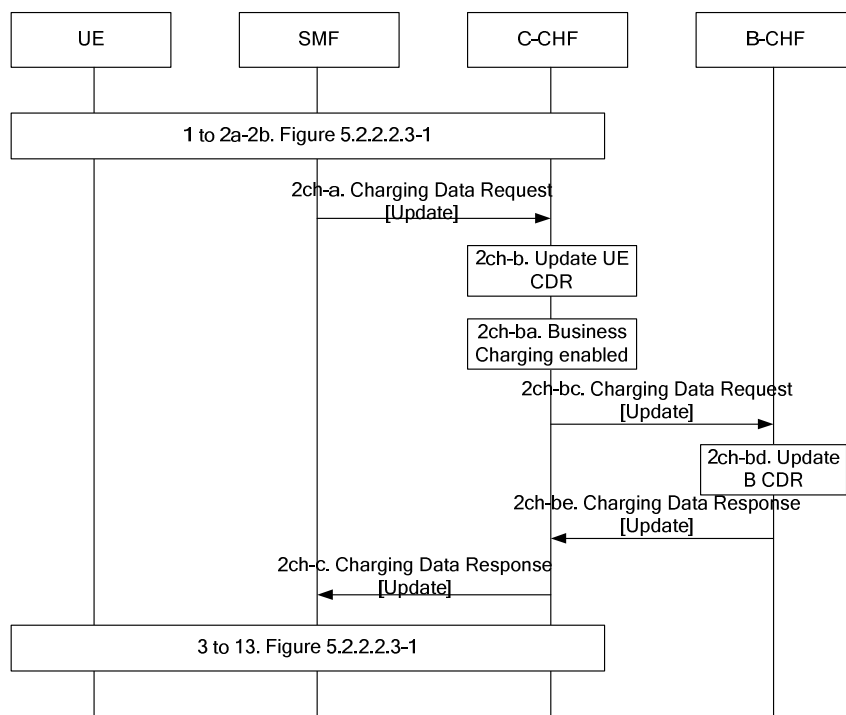 UE
SMF
C-CHF
B-CHF
1 to 2a-2b. Figure 5.2.2.2.3-1
2ch-a. Charging Data Request
[Update]
2ch-b. Update UE
CDR
2ch-ba. Business
Charging enabled
2ch-bc. Charging Data Request
[Update]
2ch-bd. Update
B CDR
2ch-be. Charging Data Response
[Update]
2ch-c. Charging Data Response
[Update]
3 to 13. Figure 5.2.2.2.3-1